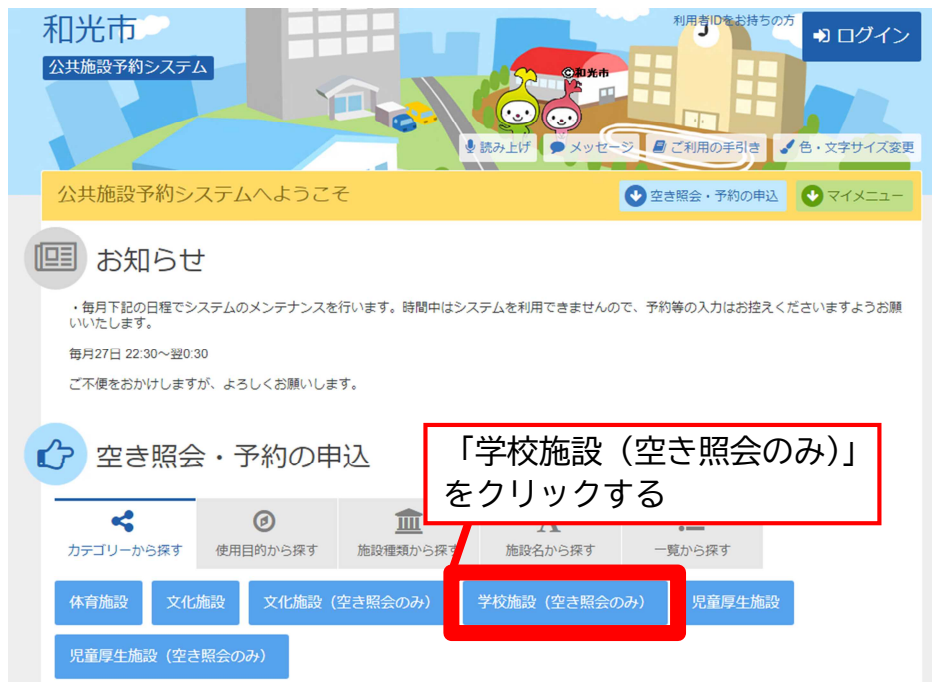 和光市
公共施設予約システム
利用者IDをお持ちの方
ログイン
©和光市
読み上げ
メッセージ
ご利用の手引き
色・文字サイズ変更
公共施設予約システムへようこそ
空き照会・予約の申込
マイメニュー
お知らせ
・毎月下記の日程でシステムのメンテナンスを行います。時間中はシステムを利用できませんので、予約等の入力はお控えくださいますようお願
いいたします。
毎月27日 22:30～翌0:30
ご不便をおかけしますが、よろしくお願いします。
空き照会・予約の申込
「学校施設（空き照会のみ）」
をクリックする
カテゴリーから探す
使用目的から探す
施設種類から探す
施設名から探す
一覧から探す
体育施設
文化施設
文化施設（空き照会のみ）
学校施設（空き照会のみ）
児童厚生施設
児童厚生施設（空き照会のみ）